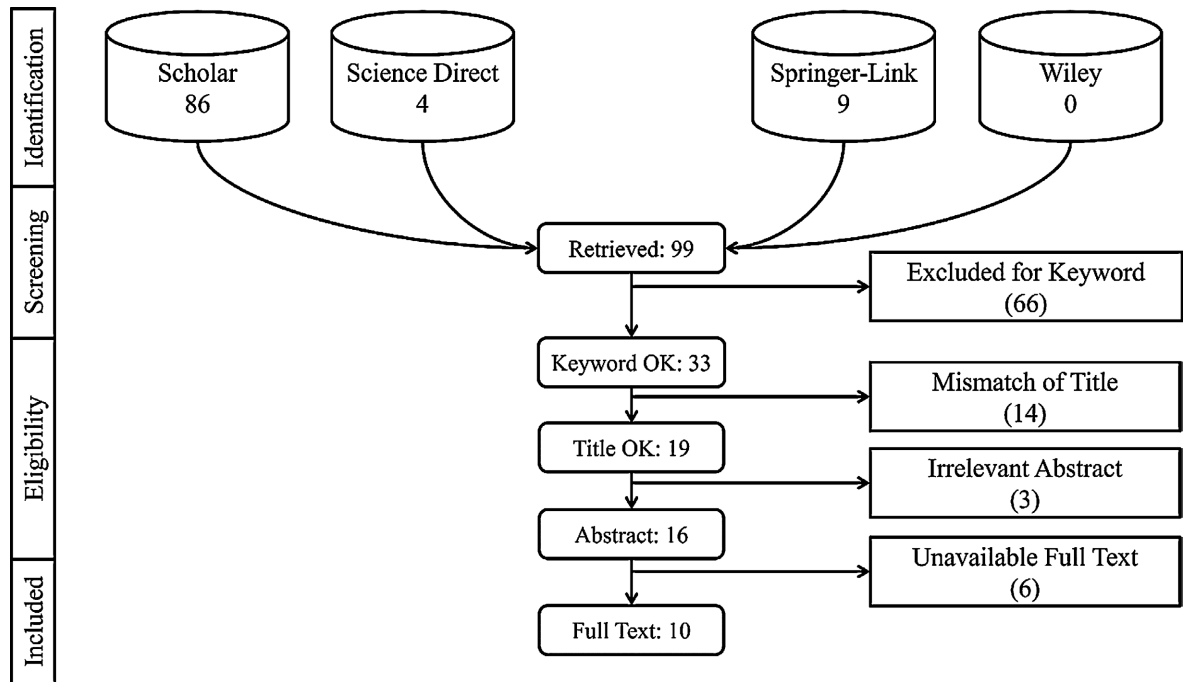 Identification
Scholar
86
Science Direct
4
Springer-Link
9
Wiley
0
Screening
Retrieved: 99
Excluded for Keyword
(66)
Eligibility
Keyword OK: 33
Mismatch of Title
(14)
Title OK: 19
Irrelevant Abstract
(3)
Abstract: 16
Included
Unavailable Full Text
(6)
Full Text: 10